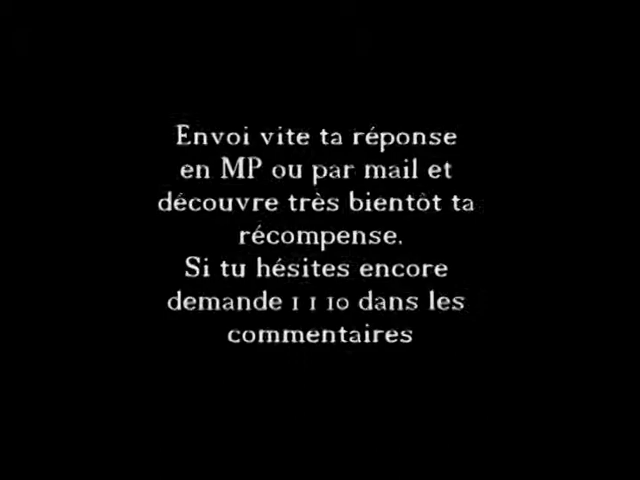 Envoi vite ta réponse
en MP ou par mail et
découvre très bientòt ta
récompense.
Si tu hésites encore
demande 1 1 10 dans les
commentaires